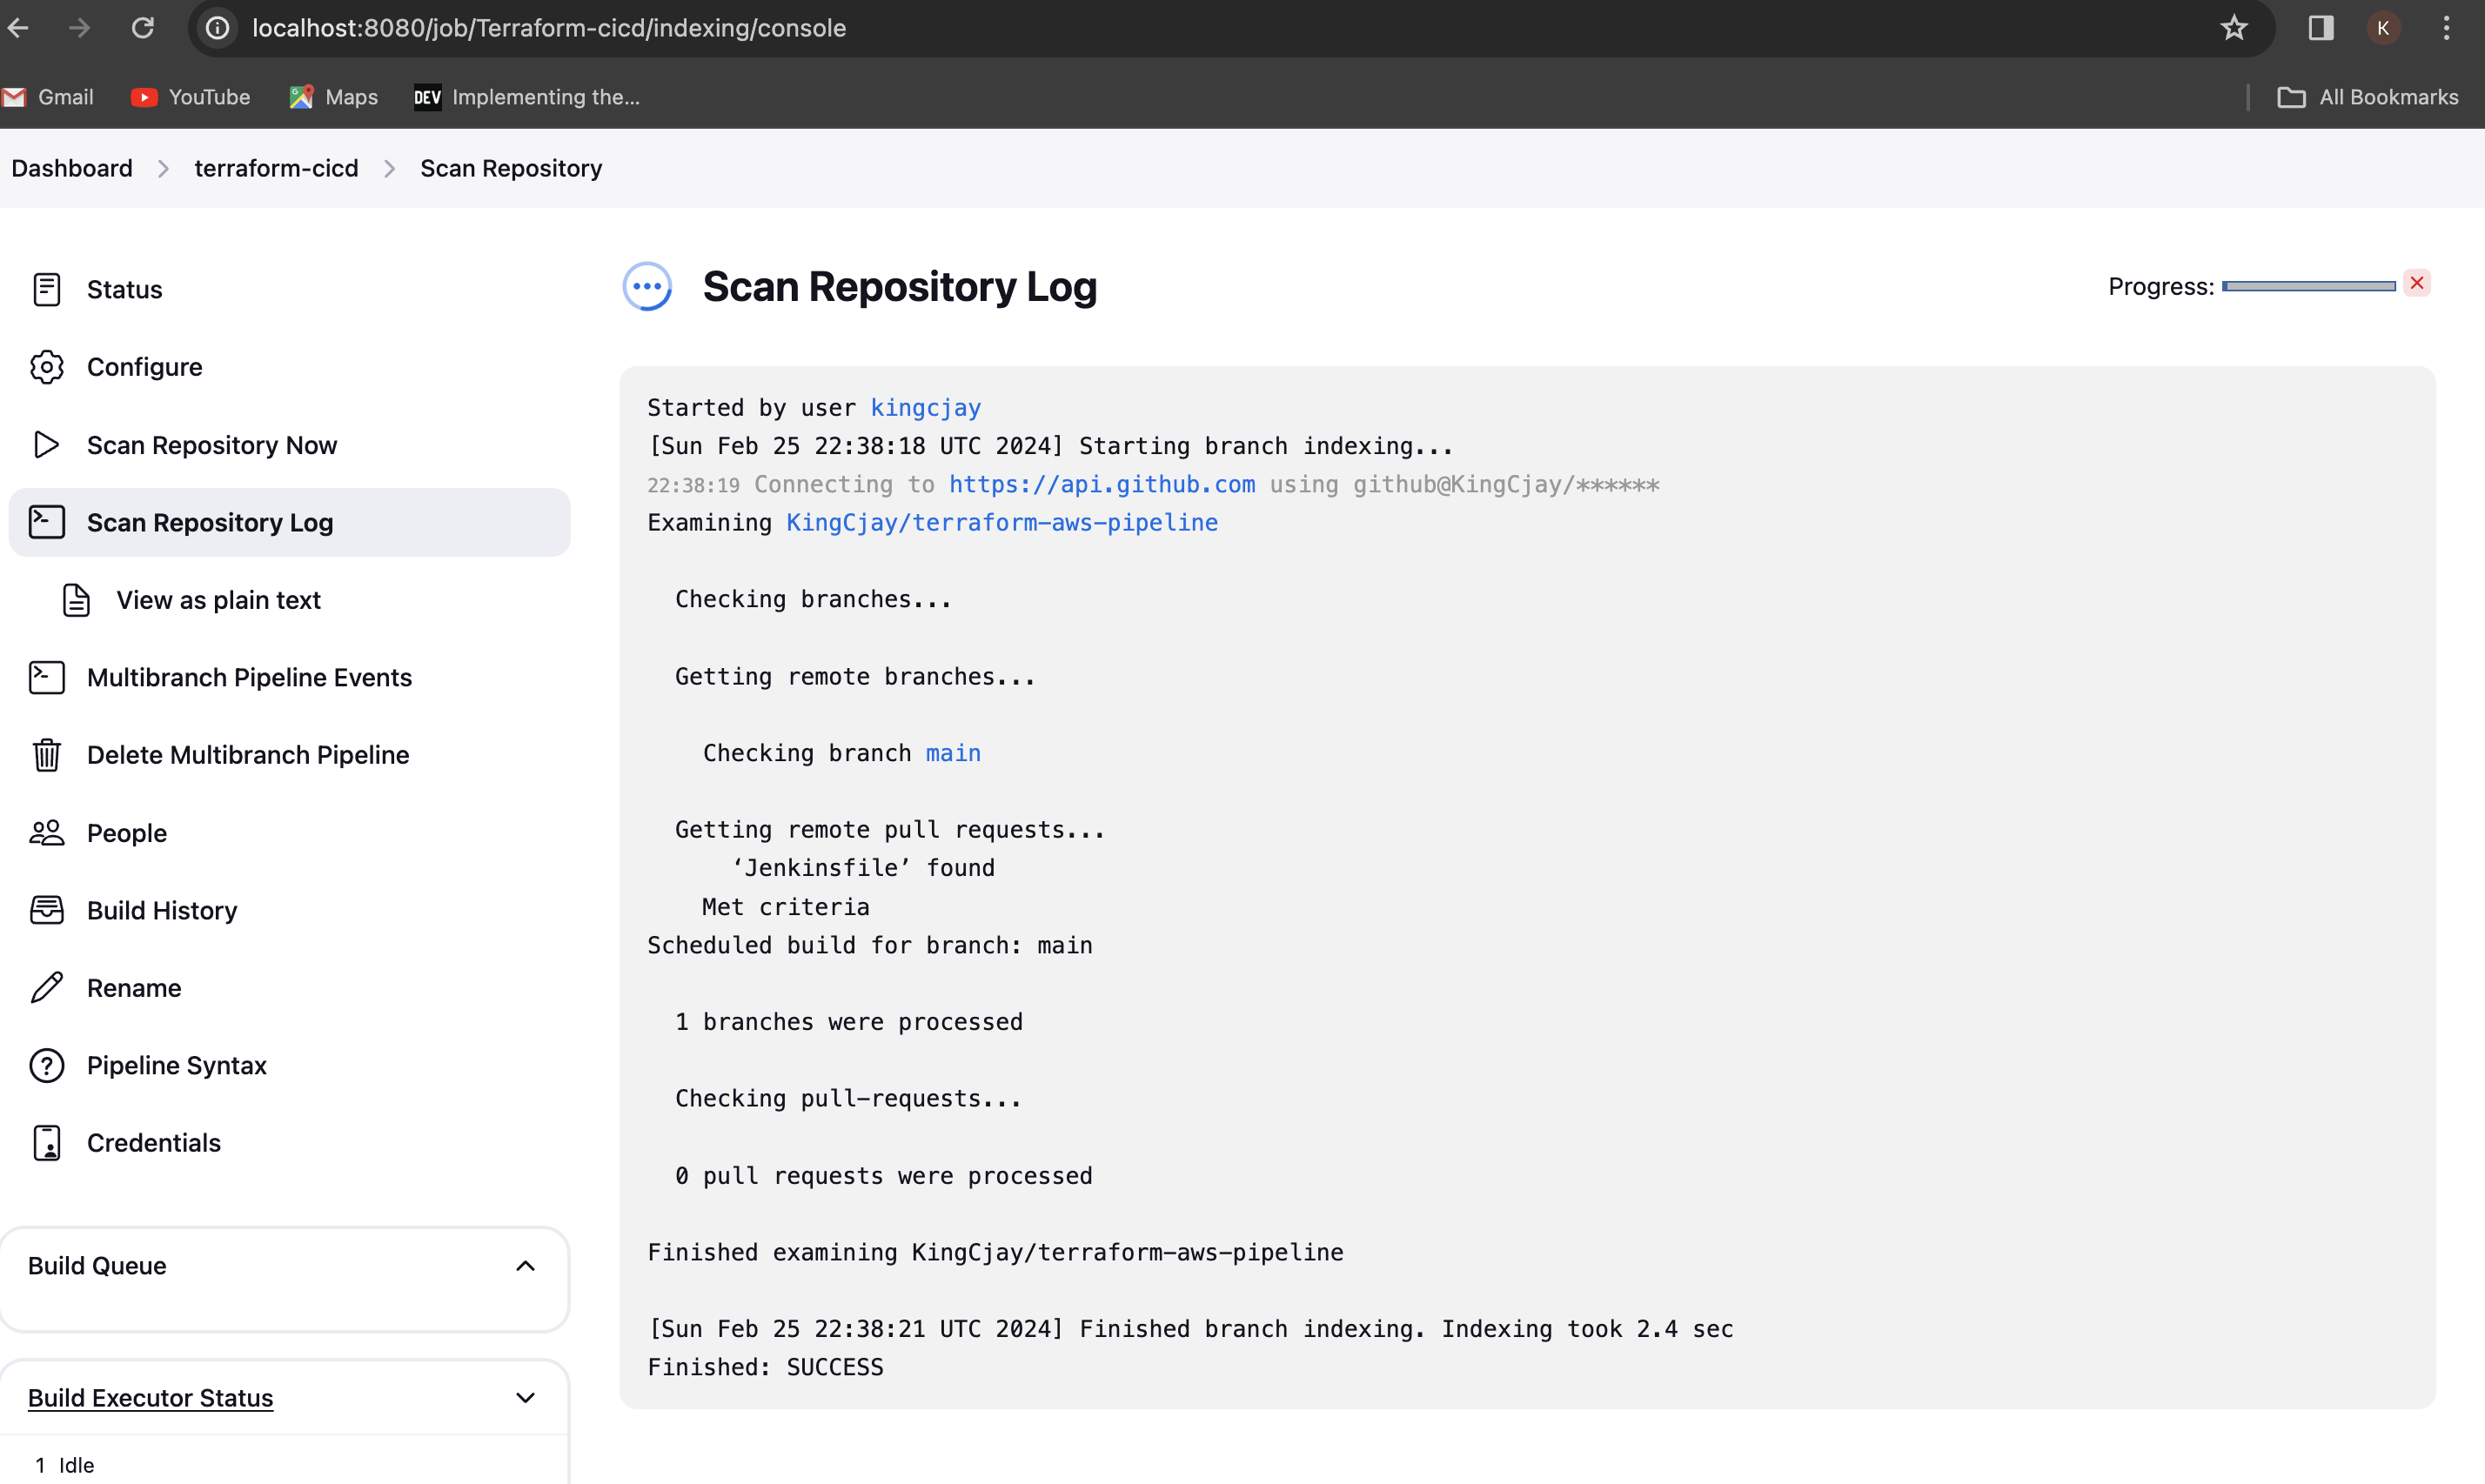 localhost:8080/job/Terraform-cicd/indexing/console
K
Gmail
YouTube
Maps
DEV Implementing the...
All Bookmarks
Dashboard > terraform-cicd > Scan Repository
Status
Configure
Scan Repository Now
Scan Repository Log
View as plain text
Multibranch Pipeline Events
Delete Multibranch Pipeline
People
Build History
Rename
Pipeline Syntax
Credentials
Build Queue
Build Executor Status
1 Idle
Scan Repository Log
Progress:
Started by user kingcjay
[Sun Feb 25 22:38:18 UTC 2024] Starting branch indexing...
22:38:19 Connecting to https://api.github.com using github@KingCjay/******
Examining KingCjay/terraform-aws-pipeline
Checking branches...
Getting remote branches...
Checking branch main
Getting remote pull requests...
‘Jenkinsfile’ found
Met criteria
Scheduled build for branch: main
1 branches were processed
Checking pull-requests...
0 pull requests were processed
Finished examining KingCjay/terraform-aws-pipeline
[Sun Feb 25 22:38:21 UTC 2024] Finished branch indexing. Indexing took 2.4 sec
Finished: SUCCESS